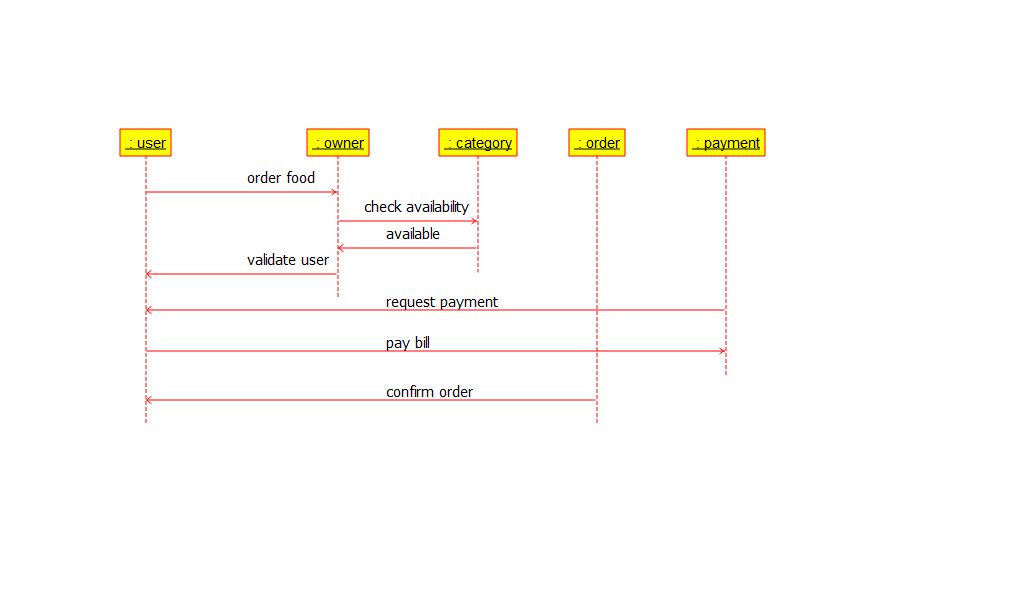 : user
: owner
: category
: order
: payment
order food
check availability
available
validate user
request payment
pay bill
confirm order